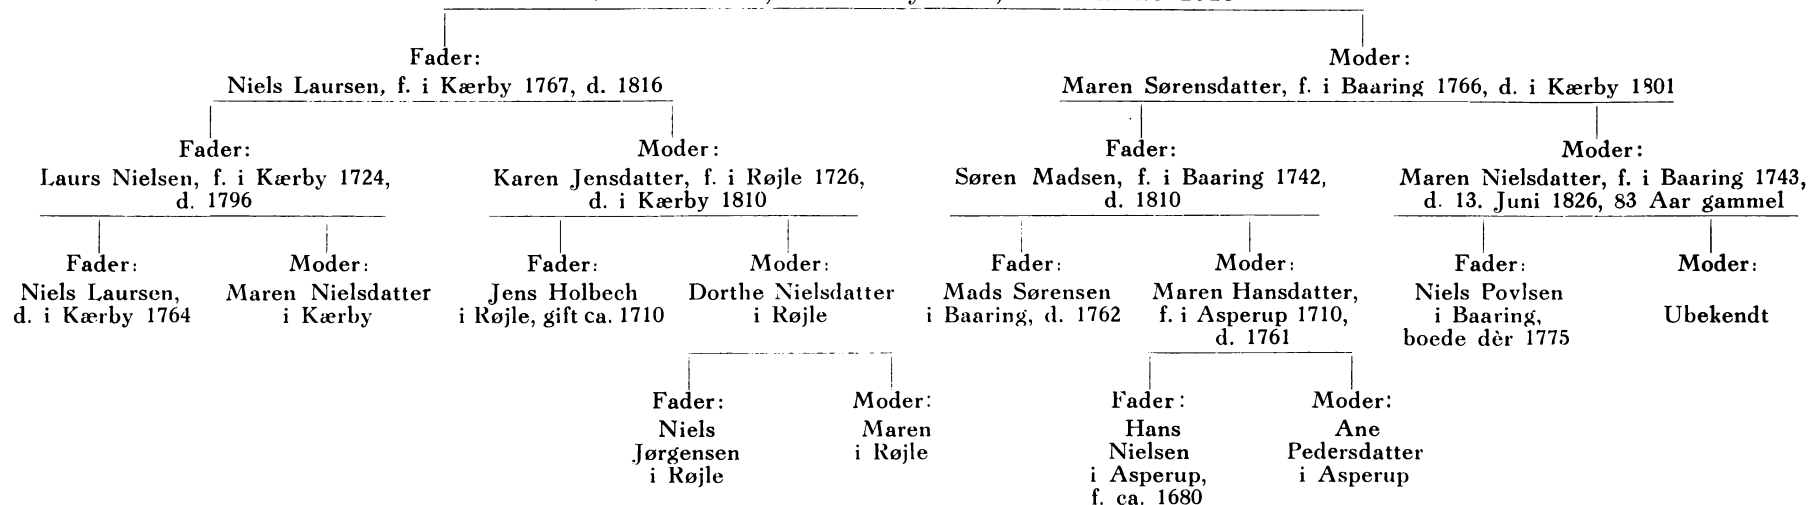 Fader:
Niels Laursen, f. i Kærby 1767, d. 1816
Moder:
Maren Sørensdatter, f. i Baaring 1766, d. i Kærby 1801
Fader:
Laurs Nielsen, f. i Kærby 1724,
d. 1796
Moder:
Karen Jensdatter, f. i Røjle 1726,
d. i Kærby 1810
Fader:
Søren Madsen, f. i Baaring 1742,
d. 1810
Moder:
Maren Nielsdatter, f. i Baaring 1743,
d. 13. Juni 1826, 83 Aar gammel
Fader:
Niels Laursen,
d. i Kærby 1764
Moder:
Maren Nielsdatter
i Kærby
Fader:
Jens Holbech
i Røjle, gift ca. 1710
Moder:
Dorthe Nielsdatter
i Røjle
Fader:
Mads Sørensen
i Baaring, d. 1762
Moder:
Maren Hansdatter,
f. i Asperup 1710,
d. 1761
Fader:
Niels Povlsen
i Baaring,
boede dèr 1775
Moder:
Ubekendt
Fader:
Niels
Jørgensen
i Røjle
Moder:
Maren
i Røjle
Fader:
Hans
Nielsen
i Asperup,
f. ca. 1680
Moder:
Ane
Pedersdatter
i Asperup